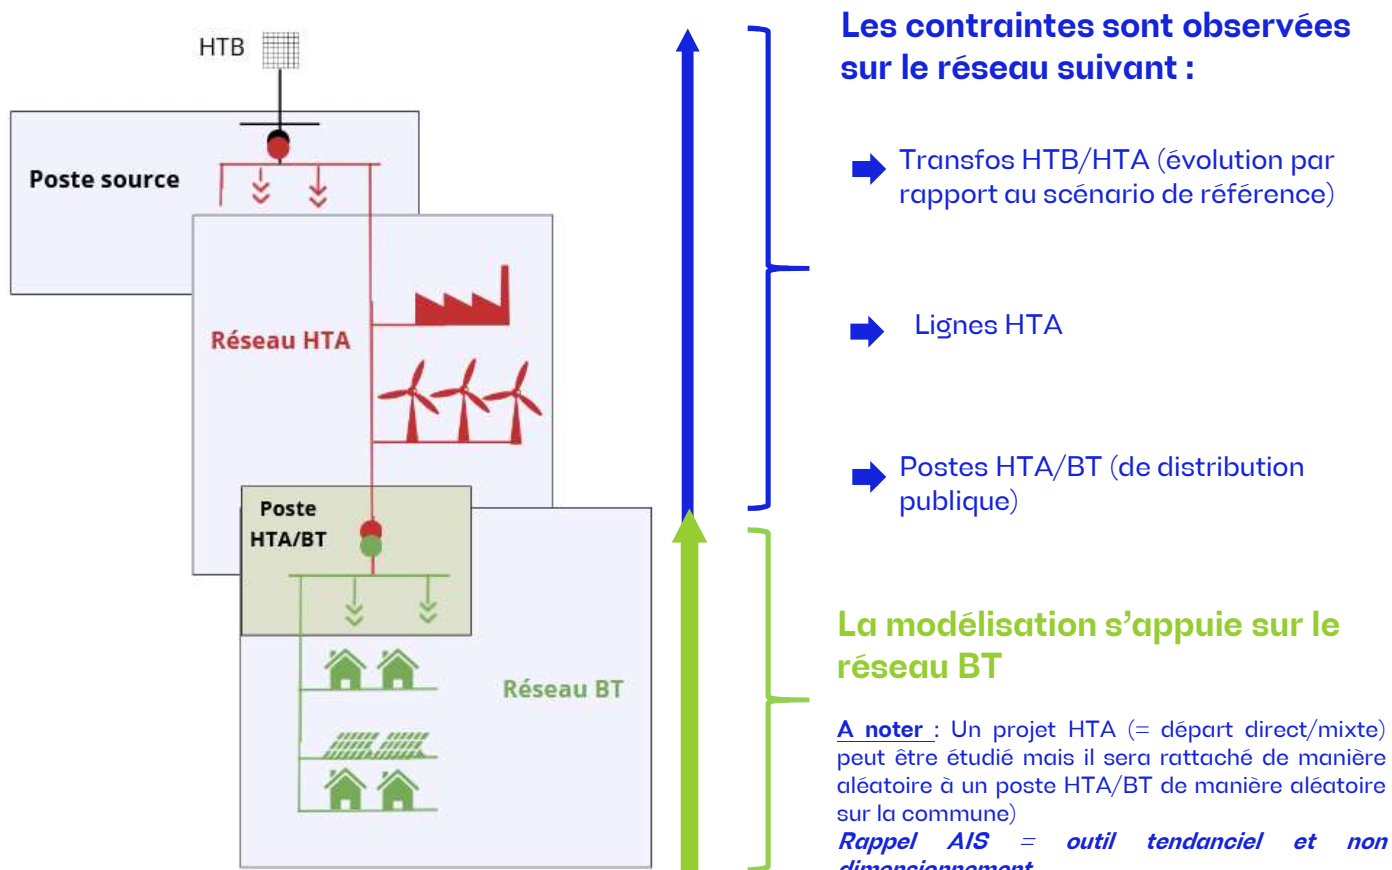 HTB
Poste source
Réseau HTA
Poste
HTA/BT
Réseau BT
Les contraintes sont observées
sur le réseau suivant :
Transfos HTB/HTA (évolution par
rapport au scénario de référence)
Lignes HTA
Postes HTA/BT (de distribution
publique)
La modélisation s’appuie sur le
réseau BT
A noter : Un projet HTA (= départ direct/mixte)
peut être étudié mais il sera rattaché de manière
aléatoire à un poste HTA/BT de manière aléatoire
sur la commune)
Rappel AIS = outil tendanciel et non
dimensionnement